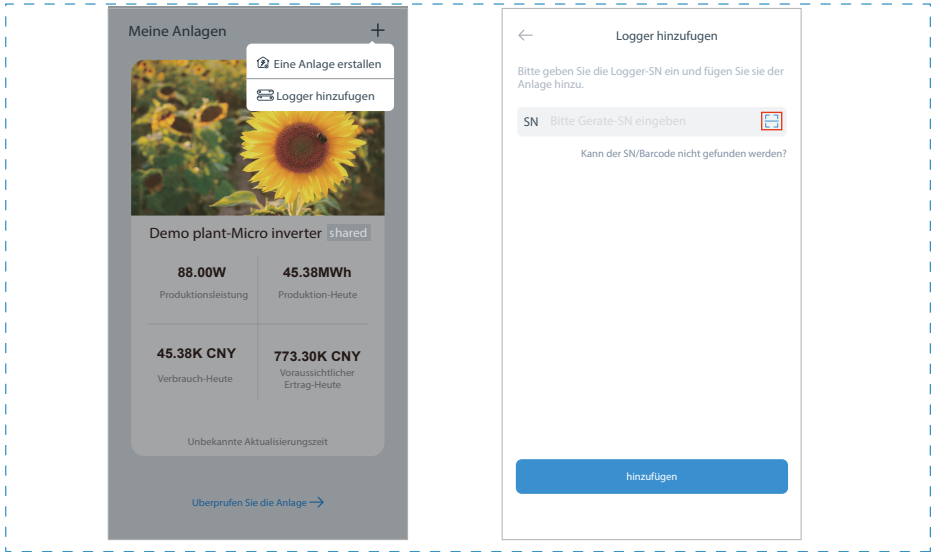 Meine Anlagen
Eine Anlage erstallen
Logger hinzufugen
Demo plant-Micro inverter shared
88.00W
Produktionsleistung
45.38MWh
Produktion-Heute
45.38K CNY
Verbrauch-Heute
773.30K CNY
Voraussichtlicher
Ertrag-Heute
Unbekannte Aktualisierungszeit
Uberprufen Sie die Anlage
Logger hinzufugen
Bitte geben Sie die Logger-SN ein und fügen Sie sie der
Anlage hinzu.
SN Bitte Gerate-SN eingeben
Kann der SN/Barcode nicht gefunden werden?
hinzufügen